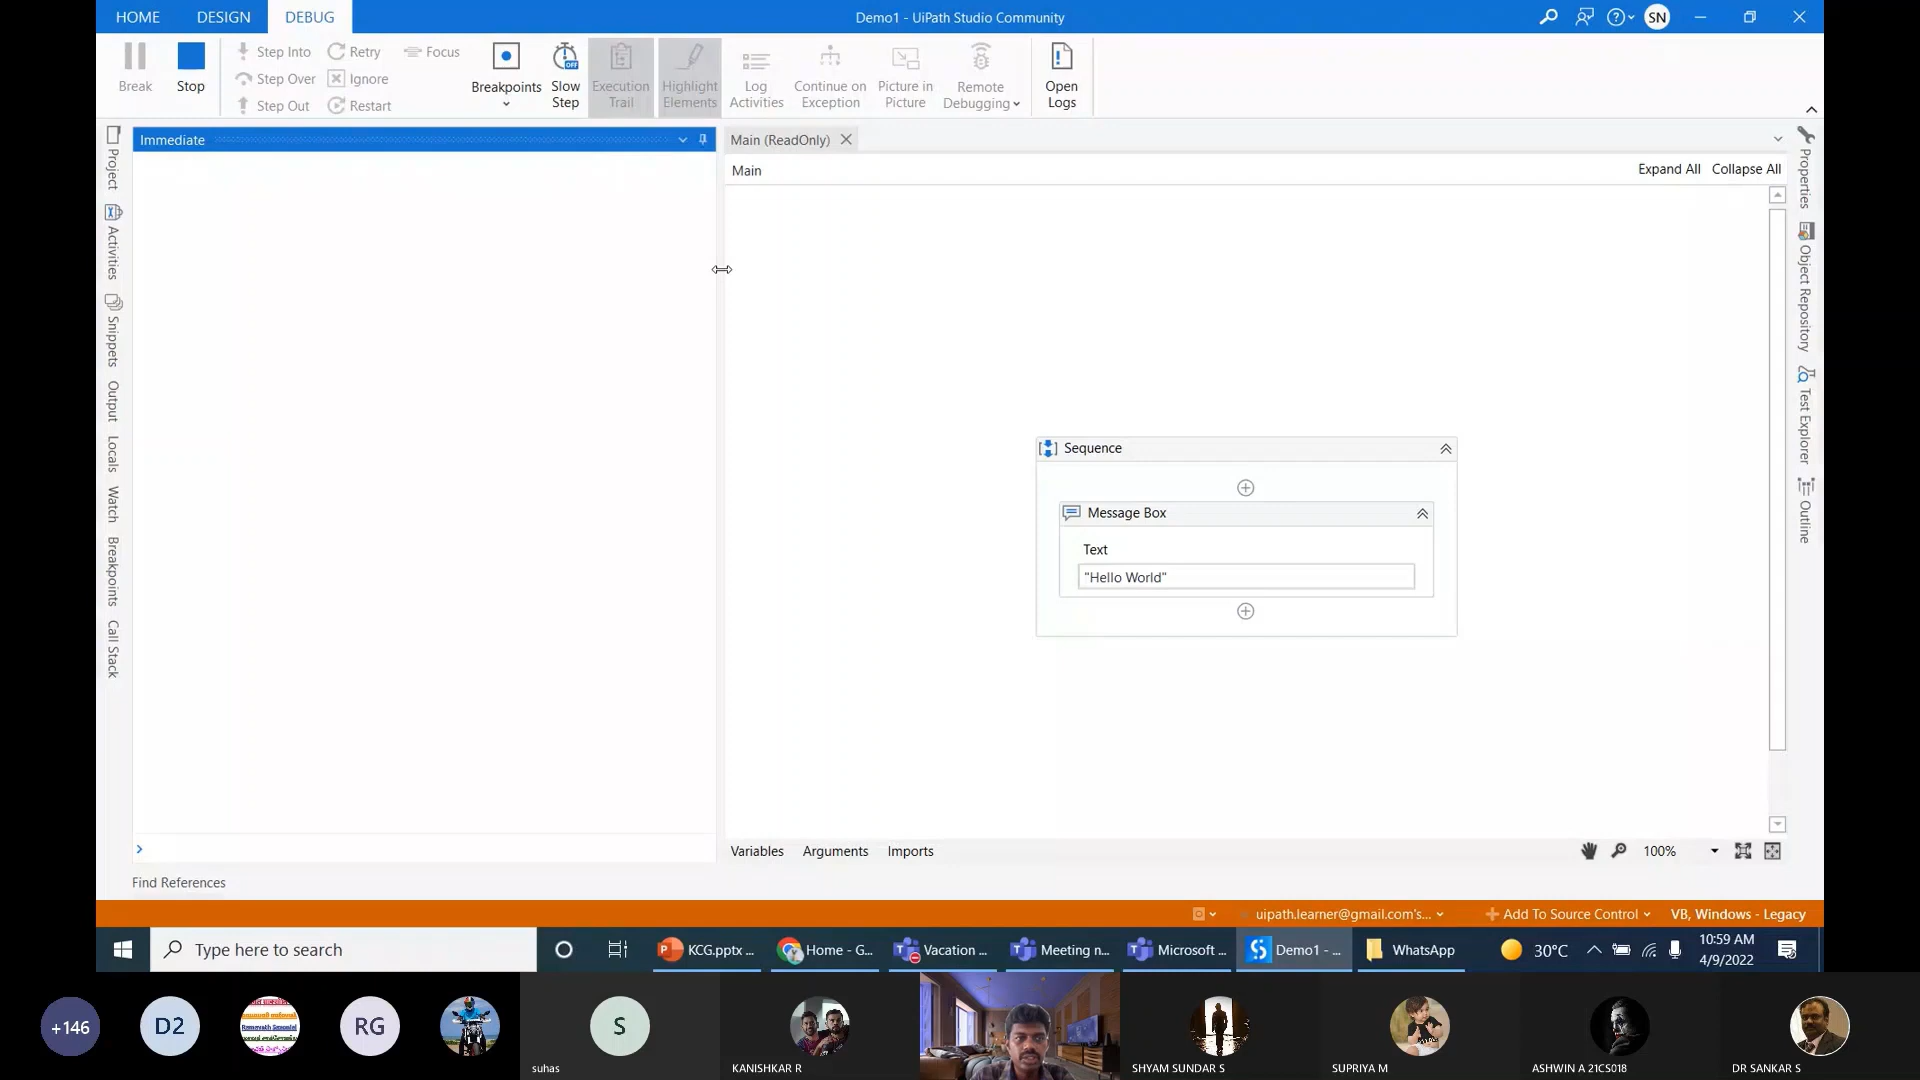 HOME DESIGN DEBUG
Demo1 - UiPath Studio Community
SN
Break
Stop
Step Into
Step Over
Step Out
Retry
Ignore
Restart
Focus
Breakpoints
Slow Step
Execution Trail
Highlight Elements
Log Activities
Continue on Exception
Picture in Picture
Remote Debugging
Open Logs
Project
Activities
Snippets
Output
Locals
Watch
Breakpoints
Call Stack
Immediate
Main (ReadOnly)
Main
Expand All Collapse All
Sequence
Message Box
Text
"Hello World"
Properties
Object Repository
Test Explorer
Outline
Variables Arguments Imports
100%
Find References
uipath.learner@gmail.com's...
Add To Source Control
VB, Windows - Legacy
Type here to search
KCG.pptx ...
Home - G...
Vacation ...
Meeting n...
Microsoft ...
Demo1 - ...
WhatsApp
30°C
10:59 AM
4/9/2022
+146
D2
RG
S
suhas
KANISHKAR R
SHYAM SUNDAR S
SUPRIYA M
ASHWIN A 21CS018
DR SANKAR S